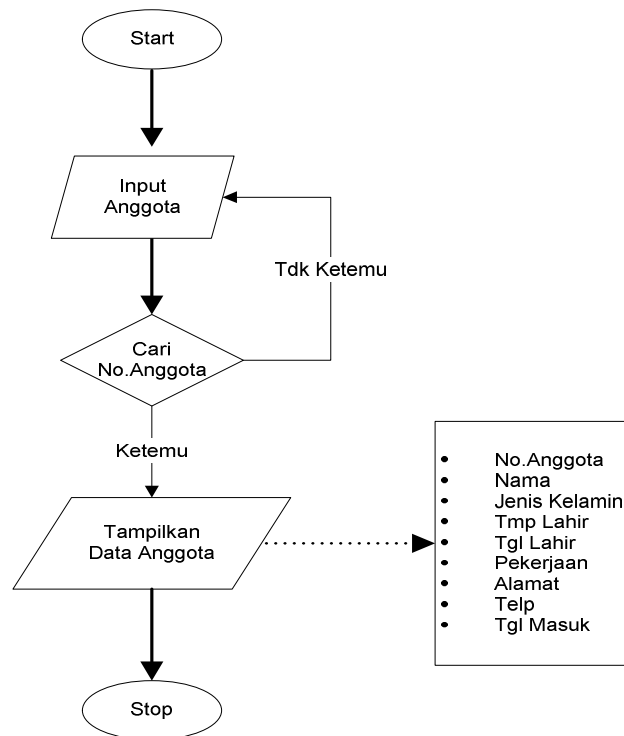 Start
Input
Anggota
Tdk Ketemu
Cari
No.Anggota
Ketemu
Tampilkan
Data Anggota
• No.Anggota
• Nama
• Jenis Kelamin
• Tmp Lahir
• Tgl Lahir
• Pekerjaan
• Alamat
• Telp
• Tgl Masuk
Stop